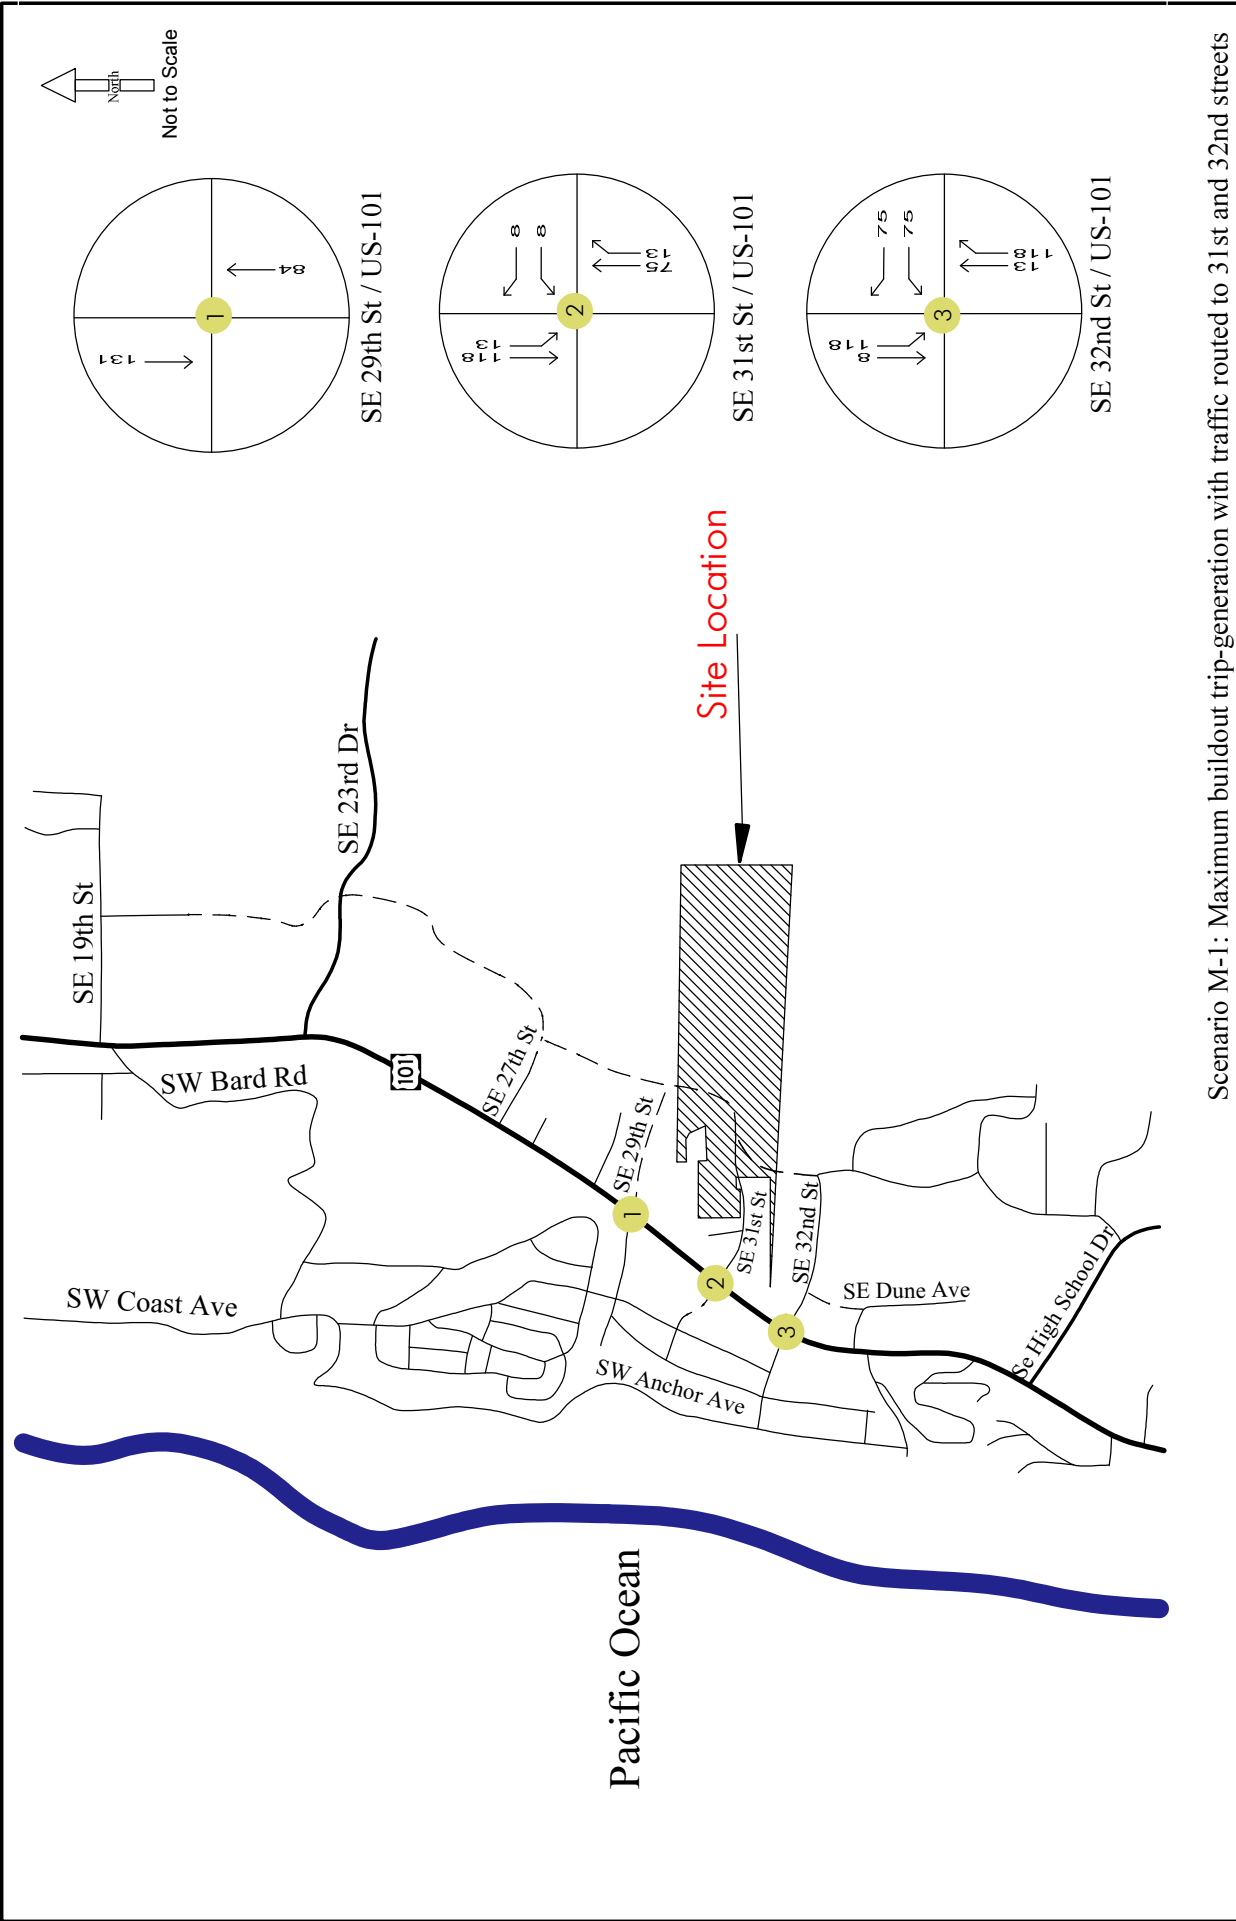 North
Not to Scale
131
84
1
SE 29th St / US-101
13
118
8
8
2
75
13
SE 31st St / US-101
118
8
75
75
3
13
118
SE 32nd St / US-101
SE 19th St
SE 23rd Dr
SW Bard Rd
101
SE 27th St
SE 29th St
Site Location
SW Coast Ave
1
2
3
SE 31st St
SE 32nd St
SE Dune Ave
SW Anchor Ave
Se High School Dr
Pacific Ocean
Scenario M-1: Maximum buildout trip-generation with traffic routed to 31st and 32nd streets